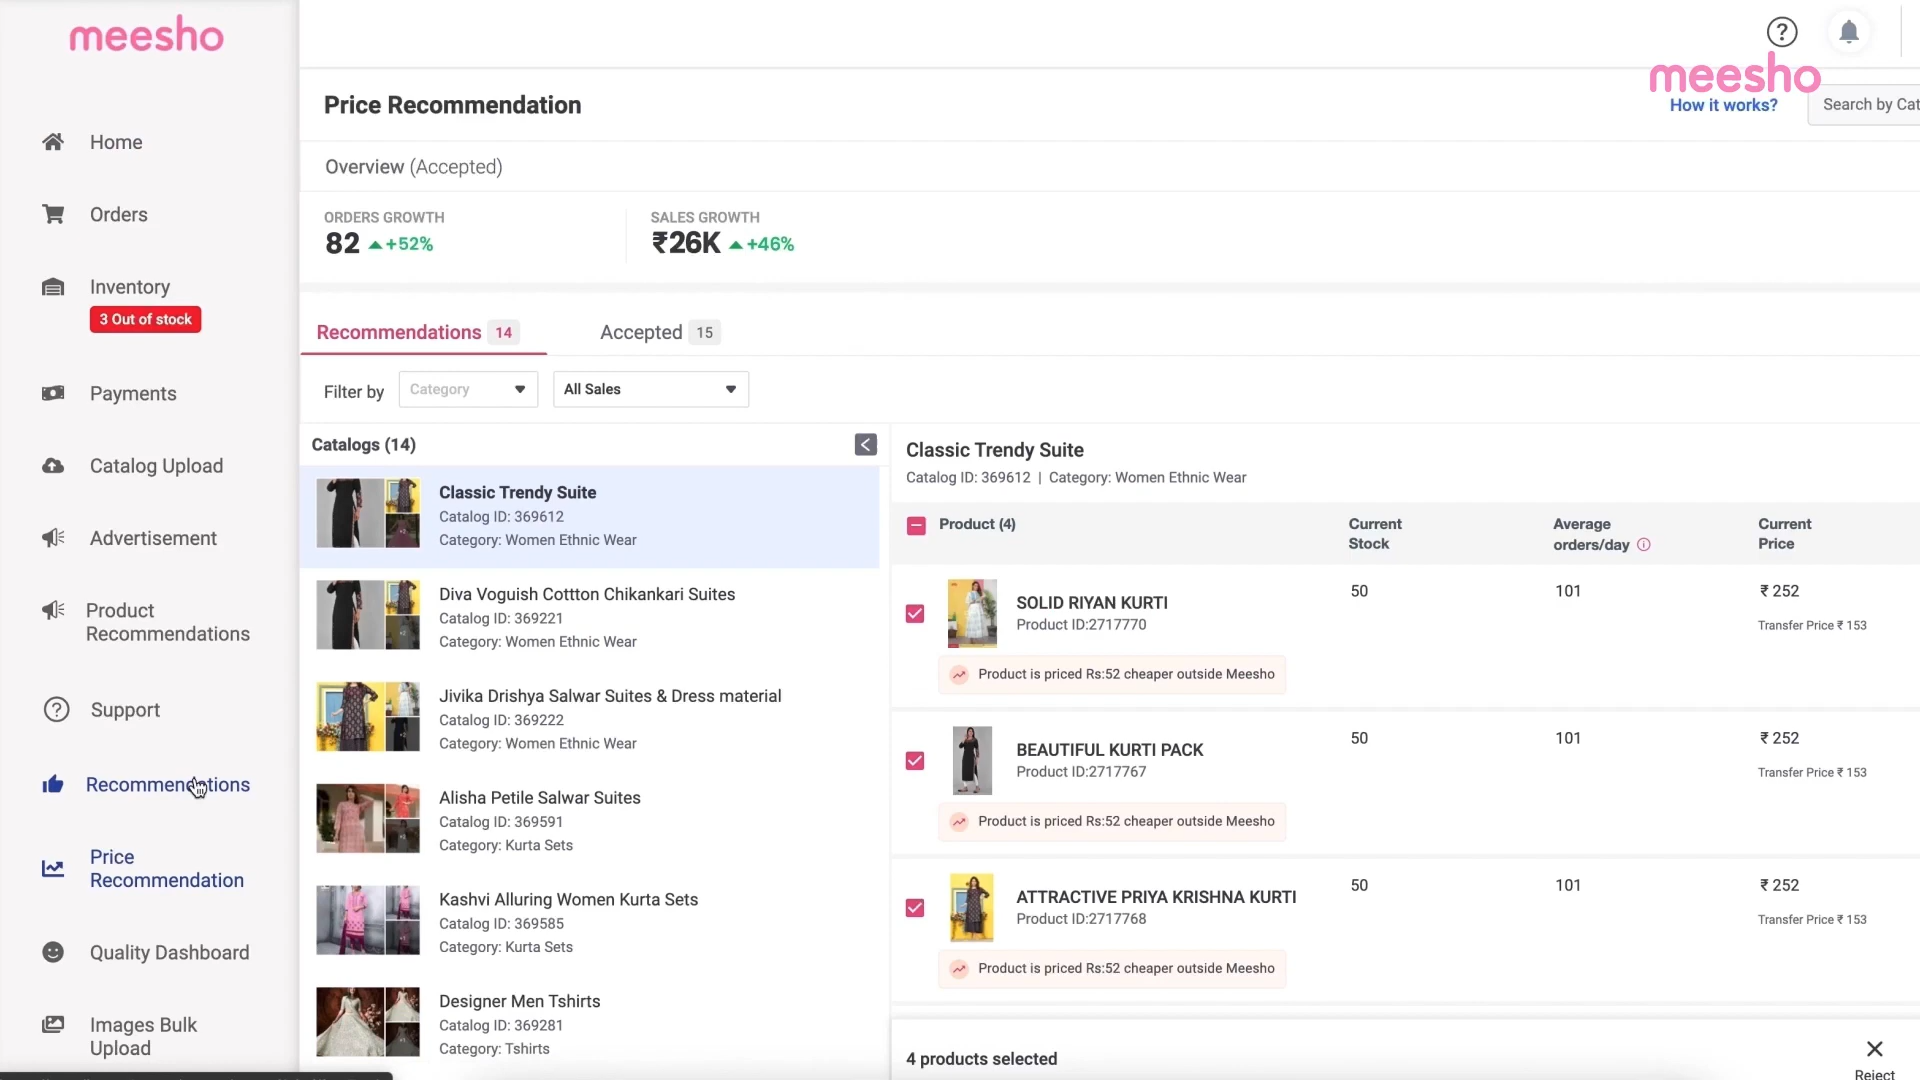 meesho
Home
Orders
Inventory
3 Out of stock
Payments
Catalog Upload
Advertisement
Product
Recommendations
Support
Recommendations
Price
Recommendation
Quality Dashboard
Images Bulk
Upload
?
meesho
Price Recommendation
How it works?
Search by Cat
Overview (Accepted)
ORDERS GROWTH
82 +52%
SALES GROWTH
₹26K +46%
Recommendations 14
Accepted 15
Filter by
Category
All Sales
Catalogs (14)
Classic Trendy Suite
Catalog ID: 369612
Category: Women Ethnic Wear
Diva Voguish Cottton Chikankari Suites
Catalog ID: 369221
Category: Women Ethnic Wear
Jivika Drishya Salwar Suites & Dress material
Catalog ID: 369222
Category: Women Ethnic Wear
Alisha Petile Salwar Suites
Catalog ID: 369591
Category: Kurta Sets
Kashvi Alluring Women Kurta Sets
Catalog ID: 369585
Category: Kurta Sets
Designer Men Tshirts
Catalog ID: 369281
Category: Tshirts
Classic Trendy Suite
Catalog ID: 369612 | Category: Women Ethnic Wear
Product (4)
Current
Stock
Average
orders/day
Current
Price
SOLID RIYAN KURTI
Product ID:2717770
50
101
₹ 252
Transfer Price ₹ 153
Product is priced Rs:52 cheaper outside Meesho
BEAUTIFUL KURTI PACK
Product ID:2717767
50
101
₹ 252
Transfer Price ₹ 153
Product is priced Rs:52 cheaper outside Meesho
ATTRACTIVE PRIYA KRISHNA KURTI
Product ID:2717768
50
101
₹ 252
Transfer Price ₹ 153
Product is priced Rs:52 cheaper outside Meesho
4 products selected
Reject